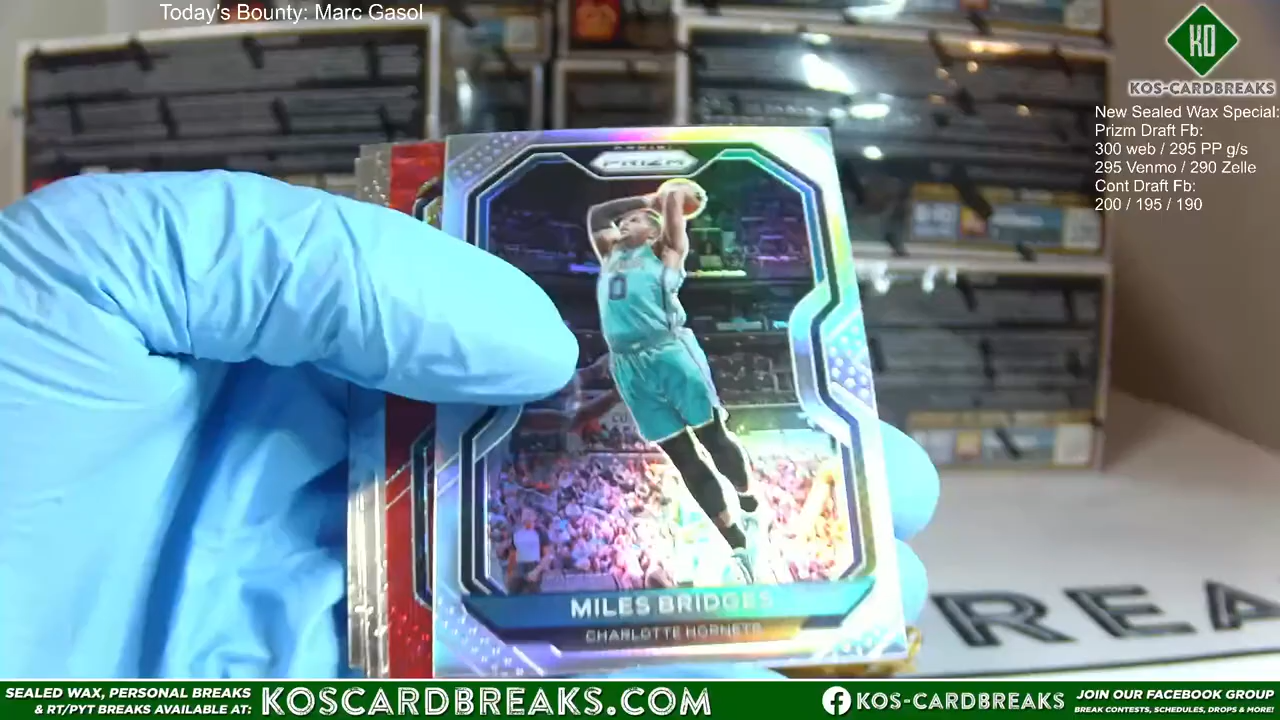 Today's Bounty: Marc Gasol
KO
KOS-CARDBREAKS
New Sealed Wax Special:
Prizm Draft Fb:
300 web / 295 PP g/s
295 Venmo / 290 Zelle
Cont Draft Fb:
200 / 195 / 190
PANINI
PRIZM
0
MILES BRIDGES
CHARLOTTE HORNETS
REA
SEALED WAX, PERSONAL BREAKS
& RT/PYT BREAKS AVAILABLE AT:
KOSCARDBREAKS.COM
KOS-CARDBREAKS
JOIN OUR FACEBOOK GROUP
BREAK CONTESTS, SCHEDULES, DROPS & MORE!